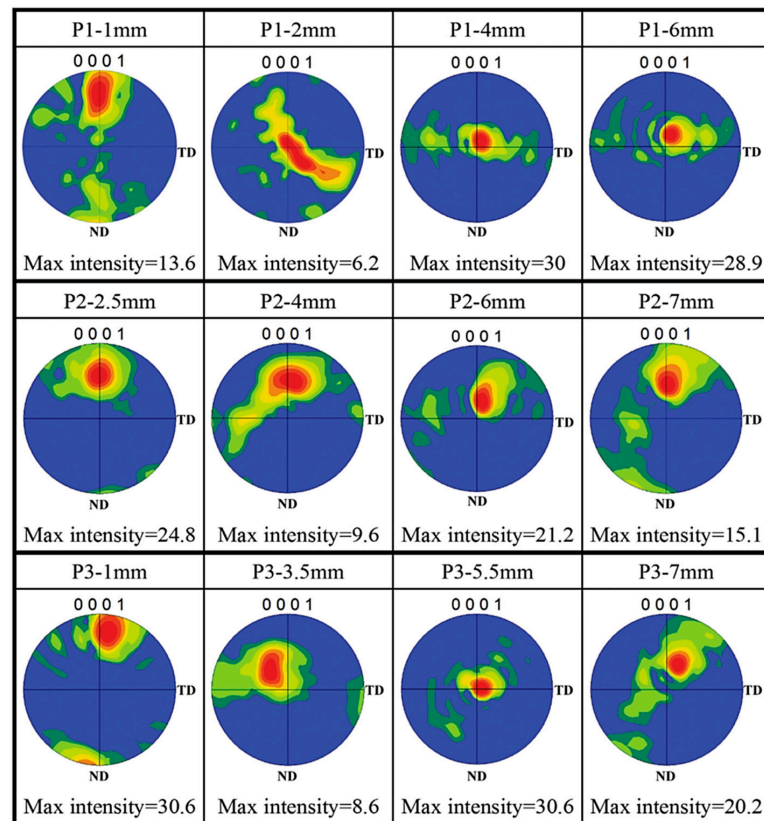 P1-1mm P1-2mm P1-4mm P1-6mm
0 0 0 1 0 0 0 1 0 0 0 1 0 0 0 1
TD TD TD TD
ND ND ND ND
Max intensity=13.6 Max intensity=6.2 Max intensity=30 Max intensity=28.9
P2-2.5mm P2-4mm P2-6mm P2-7mm
0 0 0 1 0 0 0 1 0 0 0 1 0 0 0 1
TD TD TD TD
ND ND ND ND
Max intensity=24.8 Max intensity=9.6 Max intensity=21.2 Max intensity=15.1
P3-1mm P3-3.5mm P3-5.5mm P3-7mm
0 0 0 1 0 0 0 1 0 0 0 1 0 0 0 1
TD TD TD TD
ND ND ND ND
Max intensity=30.6 Max intensity=8.6 Max intensity=30.6 Max intensity=20.2